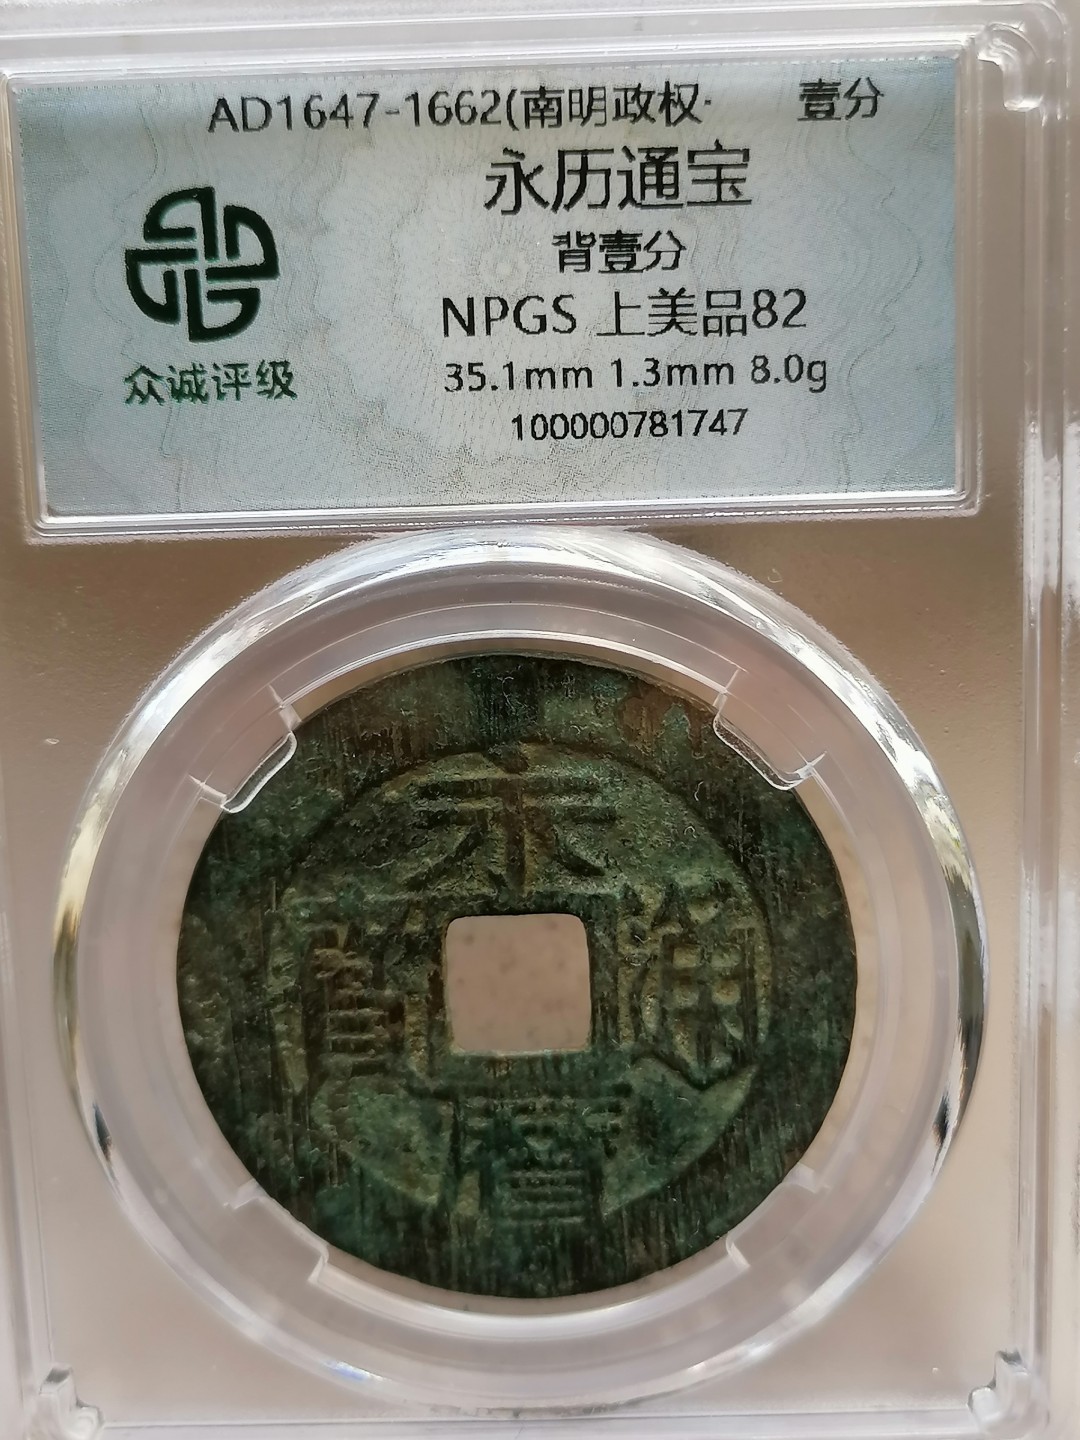 AD1647-1662(南明政权· 壹分
永历通宝
背壹分
NPGS 上美品82
35.1mm 1.3mm 8.0g
100000781747
众诚评级
永曆通寶